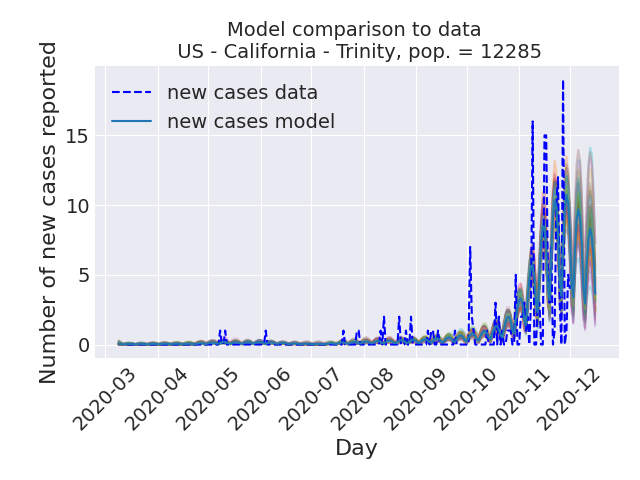 Model comparison to data
US - California - Trinity, pop. = 12285
Number of new cases reported
new cases data
new cases model
15
10
5
0
2020-03
2020-04
2020-05
2020-06
2020-07
2020-08
2020-09
2020-10
2020-11
2020-12
Day